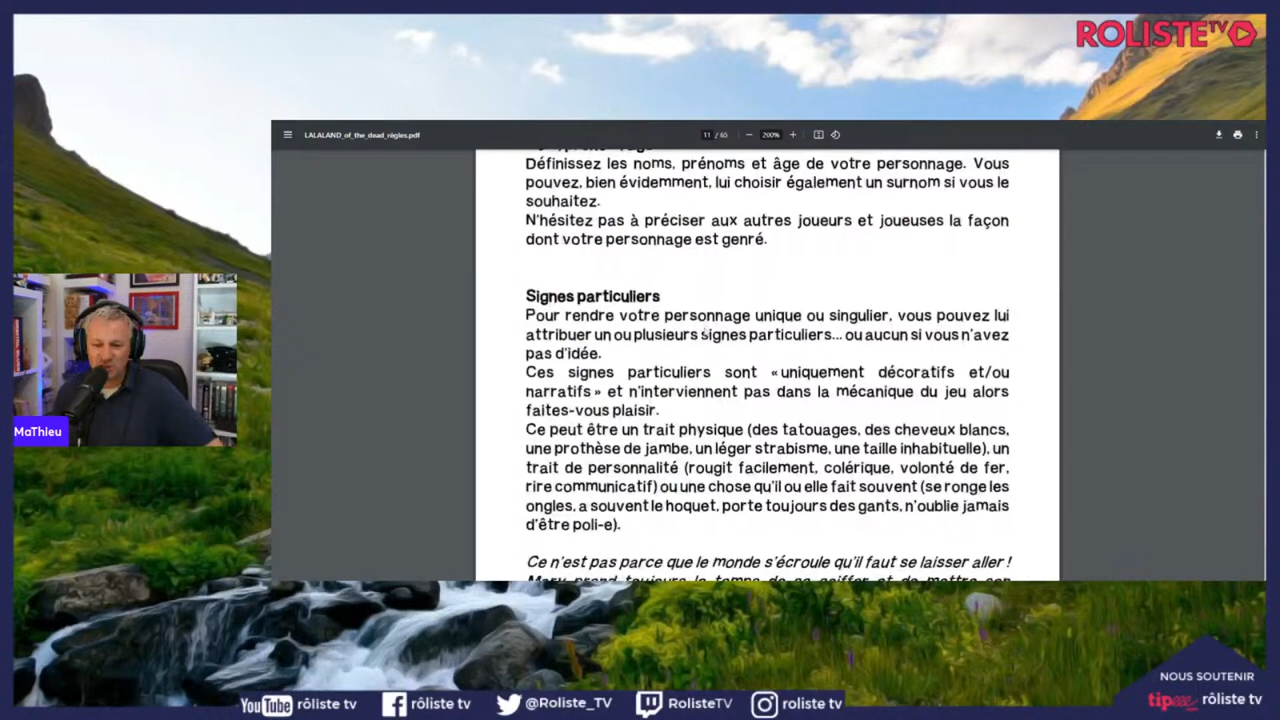 ROLISTE TV
LALALAND_of_the_dead_règles.pdf
11 / 65
200%
Définissez les noms, prénoms et âge de votre personnage. Vous
pouvez, bien évidemment, lui choisir également un surnom si vous le
souhaitez.
N'hésitez pas à préciser aux autres joueurs et joueuses la façon
dont votre personnage est genré.
Signes particuliers
Pour rendre votre personnage unique ou singulier, vous pouvez lui
attribuer un ou plusieurs signes particuliers... ou aucun si vous n'avez
pas d'idée.
Ces signes particuliers sont «uniquement décoratifs et/ou
narratifs» et n'interviennent pas dans la mécanique du jeu alors
faites-vous plaisir.
Ce peut être un trait physique (des tatouages, des cheveux blancs,
une prothèse de jambe, un léger strabisme, une taille inhabituelle), un
trait de personnalité (rougit facilement, colérique, volonté de fer,
rire communicatif) ou une chose qu'il ou elle fait souvent (se ronge les
ongles, a souvent le hoquet, porte toujours des gants, n'oublie jamais
d'être poli-e).
Ce n'est pas parce que le monde s'écroule qu'il faut se laisser aller !
MaThieu
NOUS SOUTENIR
tipeee rôliste tv
YouTube rôliste tv
rôliste tv
@Roliste_TV
RolisteTV
roliste tv